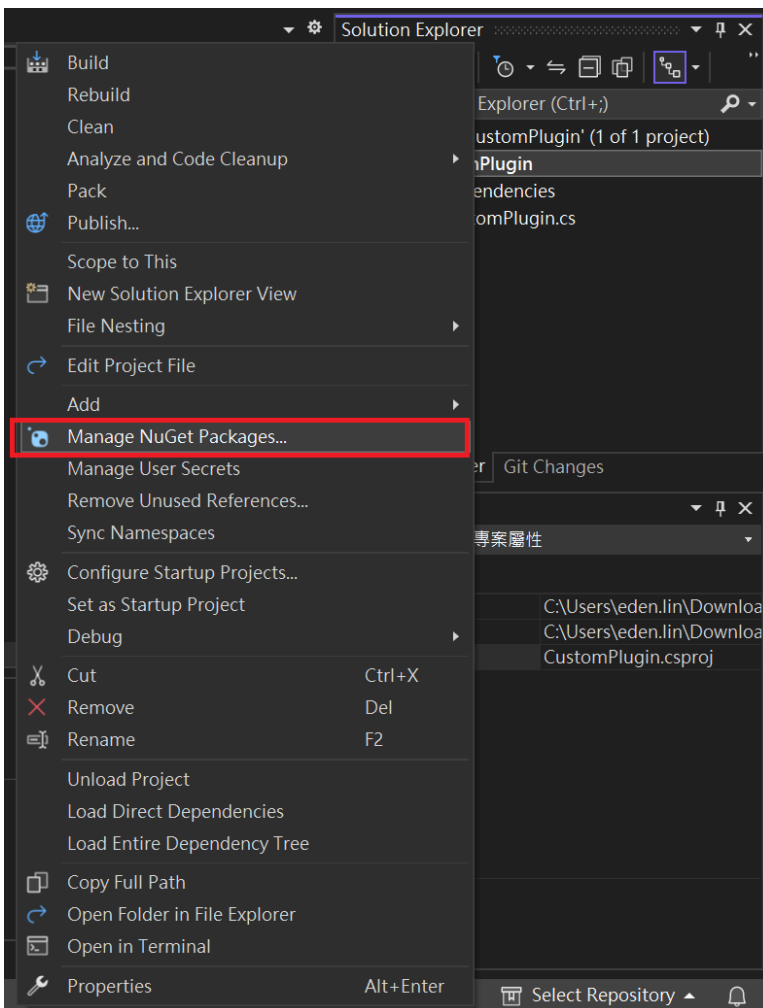 Solution Explorer
Build
Rebuild
Clean
Analyze and Code Cleanup
Pack
Publish...
Scope to This
New Solution Explorer View
File Nesting
Edit Project File
Add
Manage NuGet Packages...
Manage User Secrets
Remove Unused References...
Sync Namespaces
Configure Startup Projects...
Set as Startup Project
Debug
Cut Ctrl+X
Remove Del
Rename F2
Unload Project
Load Direct Dependencies
Load Entire Dependency Tree
Copy Full Path
Open Folder in File Explorer
Open in Terminal
Properties Alt+Enter
Explorer (Ctrl+;)
ustomPlugin' (1 of 1 project)
nPlugin
endencies
omPlugin.cs
er Git Changes
專案屬性
C:\Users\eden.lin\Downloa
C:\Users\eden.lin\Downloa
CustomPlugin.csproj
Select Repository